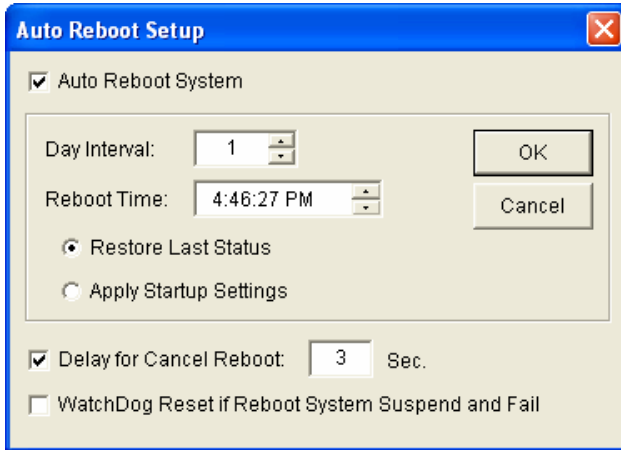 Auto Reboot Setup
Auto Reboot System
Day Interval: 1
OK
Reboot Time: 4:46:27 PM
Cancel
Restore Last Status
Apply Startup Settings
Delay for Cancel Reboot: 3 Sec.
WatchDog Reset if Reboot System Suspend and Fail